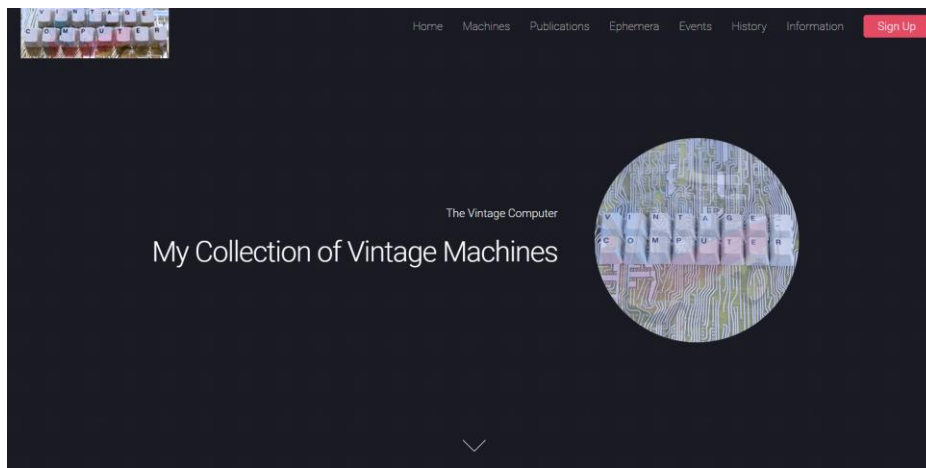 VINTAGE
COMPUTER
Home Machines Publications Ephemera Events History Information Sign Up
The Vintage Computer
My Collection of Vintage Machines
VINTAGE
COMPUTER